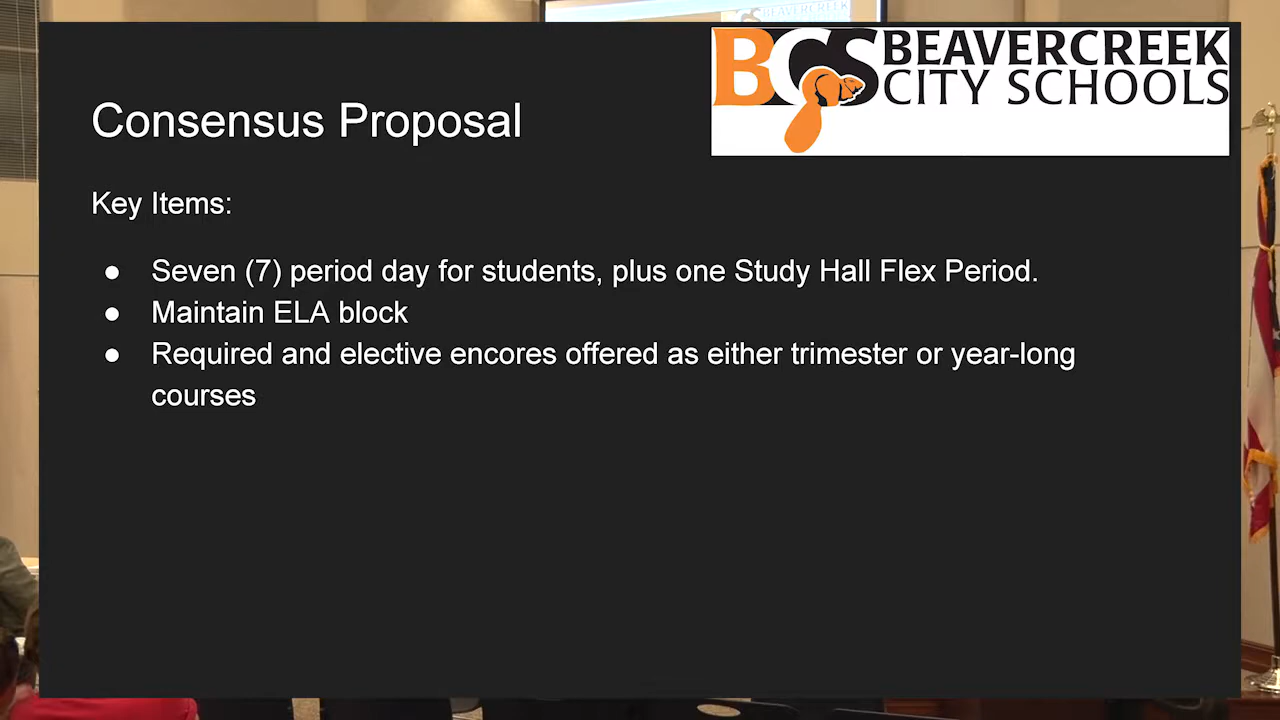 BCS BEAVERCREEK
CITY SCHOOLS
Consensus Proposal
Key Items:
● Seven (7) period day for students, plus one Study Hall Flex Period.
● Maintain ELA block
● Required and elective encores offered as either trimester or year-long
courses
BEAVERCREEK